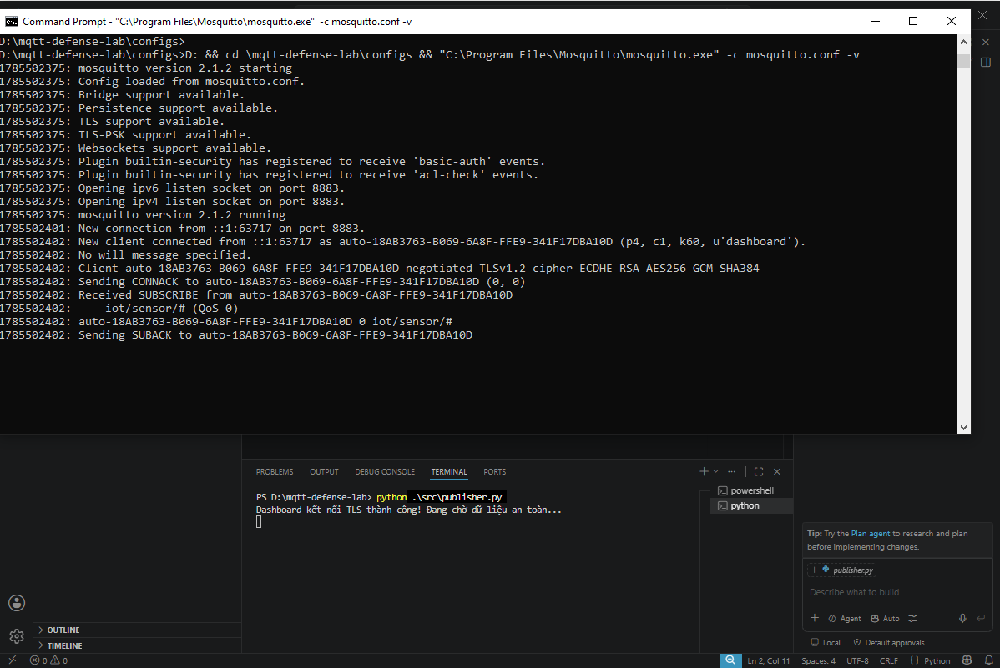 Command Prompt - "C:\Program Files\Mosquitto\mosquitto.exe" -c mosquitto.conf -v
D:\mqtt-defense-lab\configs>
D:\mqtt-defense-lab\configs>D: && cd \mqtt-defense-lab\configs && "C:\Program Files\Mosquitto\mosquitto.exe" -c mosquitto.conf -v
1785502375: mosquitto version 2.1.2 starting
1785502375: Config loaded from mosquitto.conf.
1785502375: Bridge support available.
1785502375: Persistence support available.
1785502375: TLS support available.
1785502375: TLS-PSK support available.
1785502375: Websockets support available.
1785502375: Plugin builtin-security has registered to receive 'basic-auth' events.
1785502375: Plugin builtin-security has registered to receive 'acl-check' events.
1785502375: Opening ipv6 listen socket on port 8883.
1785502375: Opening ipv4 listen socket on port 8883.
1785502375: mosquitto version 2.1.2 running
1785502401: New connection from ::1:63717 on port 8883.
1785502402: New client connected from ::1:63717 as auto-18AB3763-B069-6A8F-FFE9-341F17DBA10D (p4, c1, k60, u'dashboard').
1785502402: No will message specified.
1785502402: Client auto-18AB3763-B069-6A8F-FFE9-341F17DBA10D negotiated TLSv1.2 cipher ECDHE-RSA-AES256-GCM-SHA384
1785502402: Sending CONNACK to auto-18AB3763-B069-6A8F-FFE9-341F17DBA10D (0, 0)
1785502402: Received SUBSCRIBE from auto-18AB3763-B069-6A8F-FFE9-341F17DBA10D
1785502402:     iot/sensor/# (QoS 0)
1785502402: auto-18AB3763-B069-6A8F-FFE9-341F17DBA10D 0 iot/sensor/#
1785502402: Sending SUBACK to auto-18AB3763-B069-6A8F-FFE9-341F17DBA10D
PROBLEMS OUTPUT DEBUG CONSOLE TERMINAL PORTS
PS D:\mqtt-defense-lab> python .\src\publisher.py
Dashboard kết nối TLS thành công! Đang chờ dữ liệu an toàn...
powershell
python
Tip: Try the Plan agent to research and plan
before implementing changes.
publisher.py
Describe what to build
Agent Auto
Local Default approvals
OUTLINE
TIMELINE
0 0
Ln 2, Col 11 Spaces: 4 UTF-8 CRLF { } Python